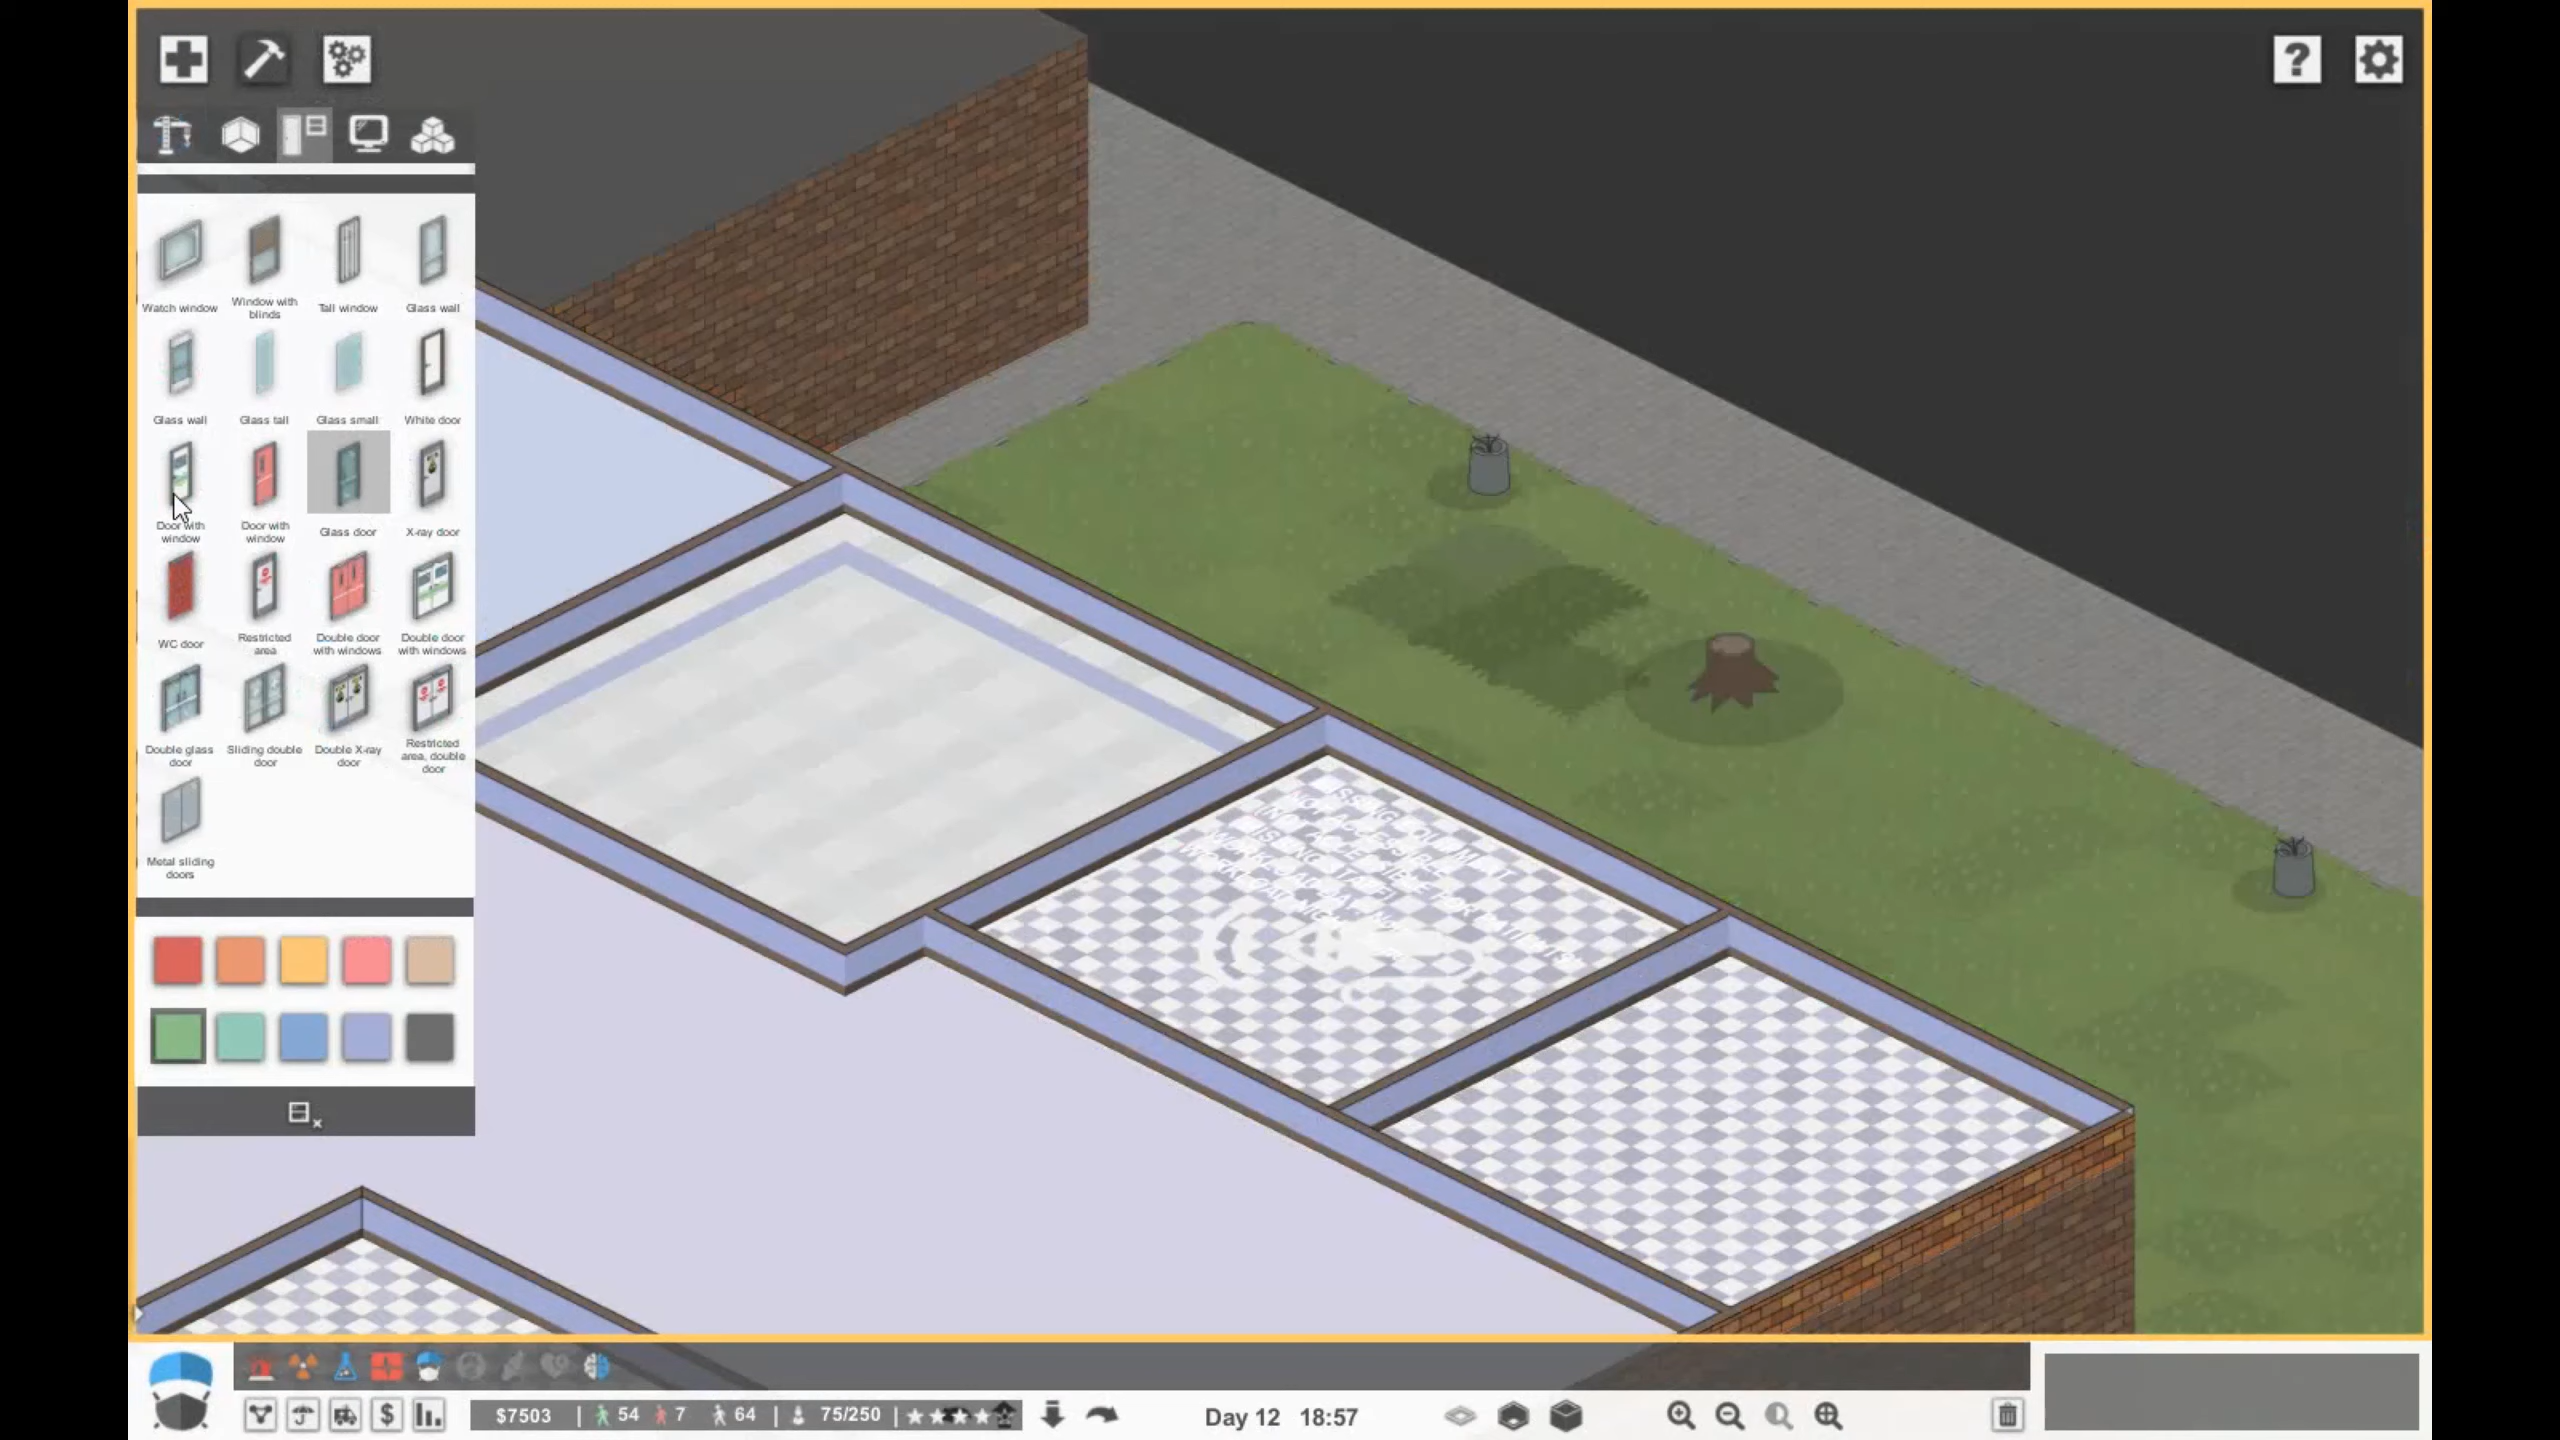 ?
Watch window
Window with
blinds
Tall window
Glass wall
Glass wall
Glass tall
Glass small
White door
Door with
window
Door with
window
Glass door
X-ray door
WC door
Restricted
area
Double door
with windows
Double door
with windows
Double glass
door
Sliding double
door
Double X-ray
door
Restricted
area, double
door
Metal sliding
doors
$7503 | 54 7 64 | 75/250 |
Day 12 18:57
$